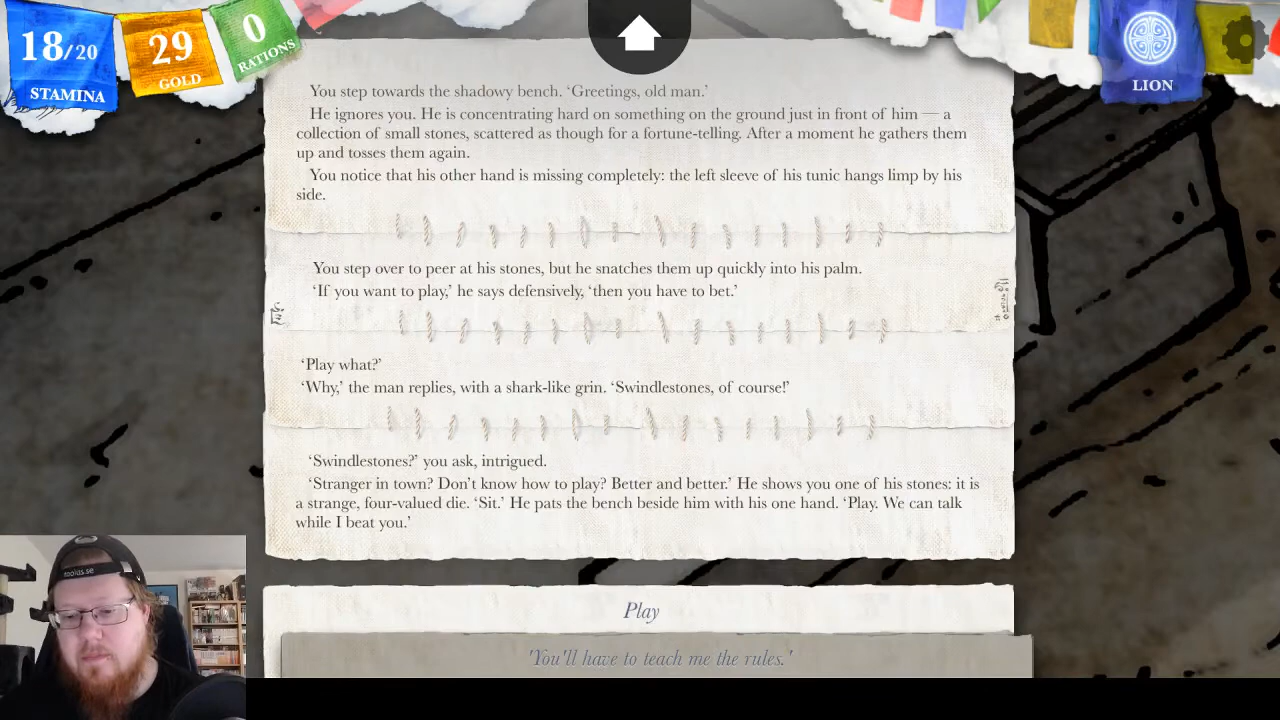 18/20
STAMINA
29
GOLD
0
RATIONS
LION
You step towards the shadowy bench. ‘Greetings, old man.’
He ignores you. He is concentrating hard on something on the ground just in front of him — a
collection of small stones, scattered as though for a fortune-telling. After a moment he gathers them
up and tosses them again.
You notice that his other hand is missing completely: the left sleeve of his tunic hangs limp by his
side.
You step over to peer at his stones, but he snatches them up quickly into his palm.
‘If you want to play,’ he says defensively, ‘then you have to bet.’
‘Play what?’
‘Why,’ the man replies, with a shark-like grin. ‘Swindlestones, of course!’
‘Swindlestones?’ you ask, intrigued.
‘Stranger in town? Don’t know how to play? Better and better.’ He shows you one of his stones: it is
a strange, four-valued die. ‘Sit.’ He pats the bench beside him with his one hand. ‘Play. We can talk
while I beat you.’
Play
'You'll have to teach me the rules.'